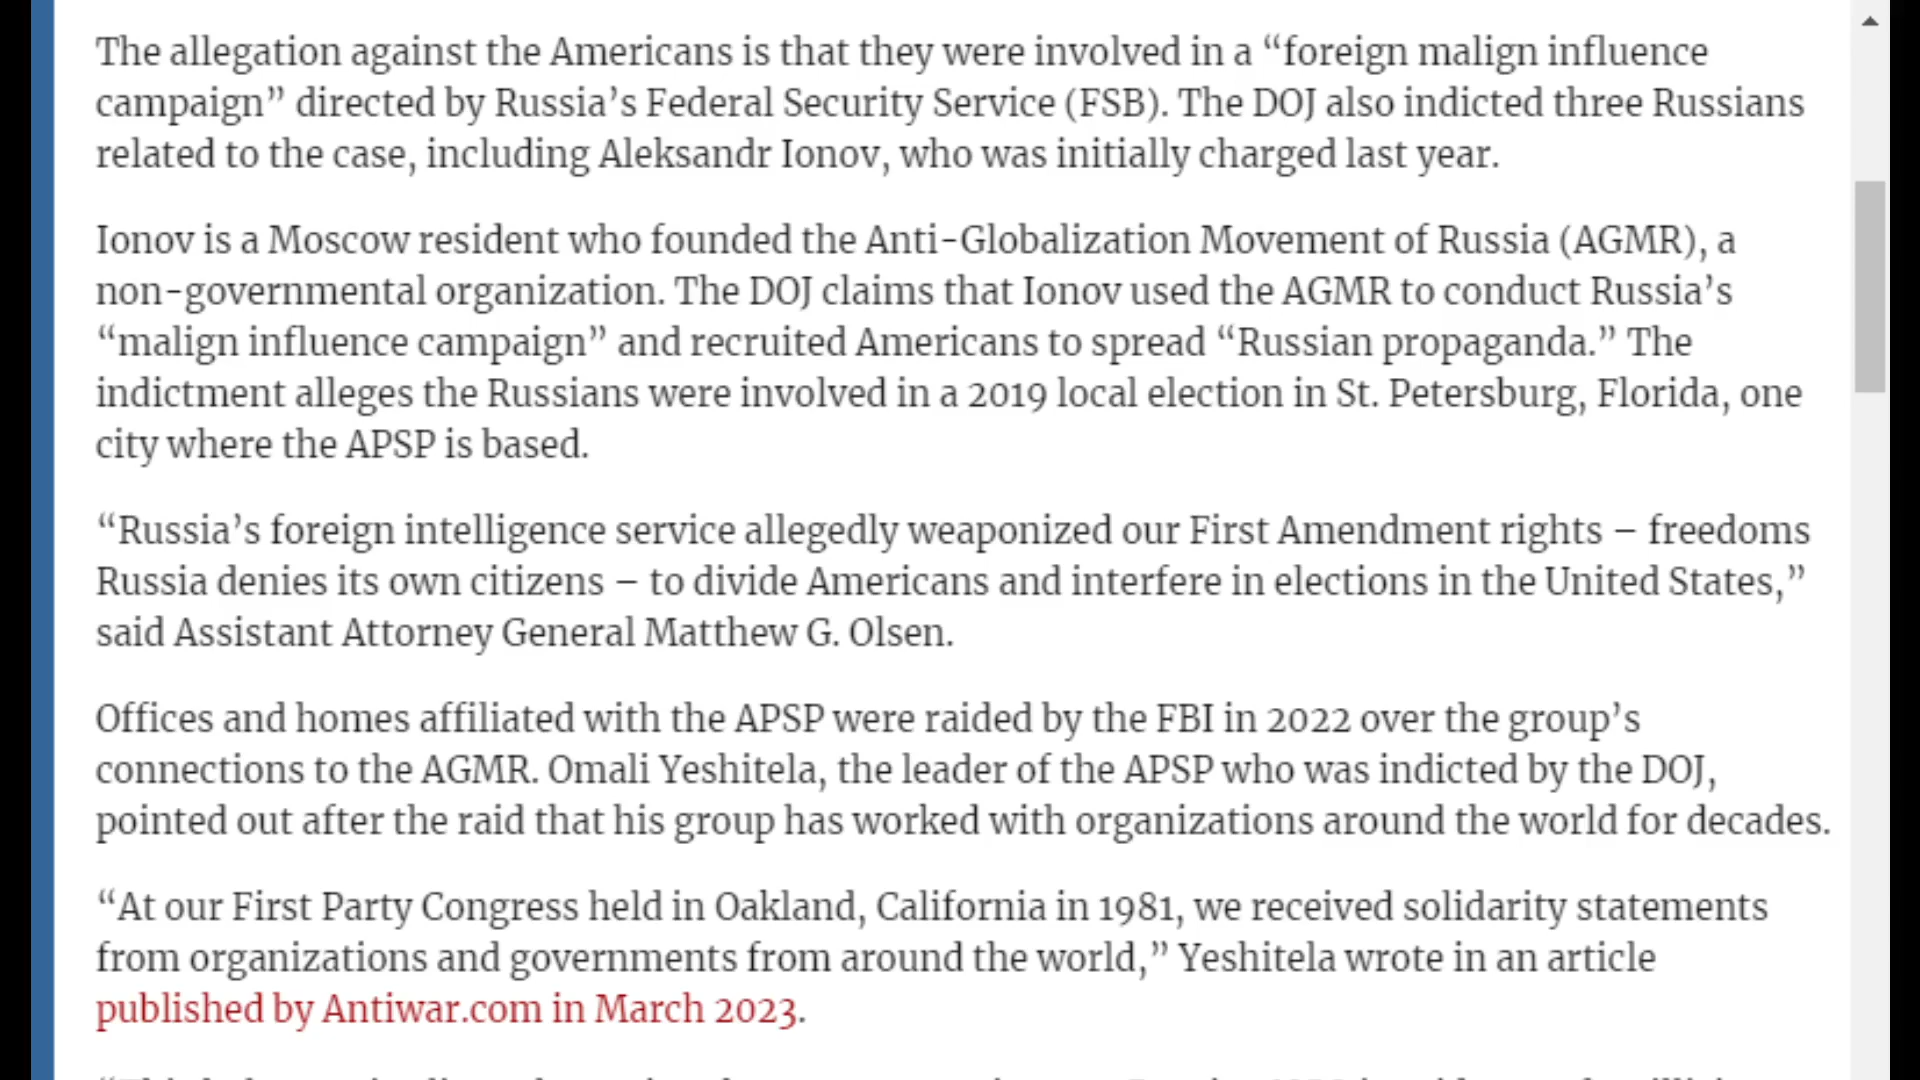 The allegation against the Americans is that they were involved in a “foreign malign influence
campaign” directed by Russia’s Federal Security Service (FSB). The DOJ also indicted three Russians
related to the case, including Aleksandr Ionov, who was initially charged last year.
Ionov is a Moscow resident who founded the Anti-Globalization Movement of Russia (AGMR), a
non-governmental organization. The DOJ claims that Ionov used the AGMR to conduct Russia’s
“malign influence campaign” and recruited Americans to spread “Russian propaganda.” The
indictment alleges the Russians were involved in a 2019 local election in St. Petersburg, Florida, one
city where the APSP is based.
“Russia’s foreign intelligence service allegedly weaponized our First Amendment rights – freedoms
Russia denies its own citizens – to divide Americans and interfere in elections in the United States,”
said Assistant Attorney General Matthew G. Olsen.
Offices and homes affiliated with the APSP were raided by the FBI in 2022 over the group’s
connections to the AGMR. Omali Yeshitela, the leader of the APSP who was indicted by the DOJ,
pointed out after the raid that his group has worked with organizations around the world for decades.
“At our First Party Congress held in Oakland, California in 1981, we received solidarity statements
from organizations and governments from around the world,” Yeshitela wrote in an article
published by Antiwar.com in March 2023.